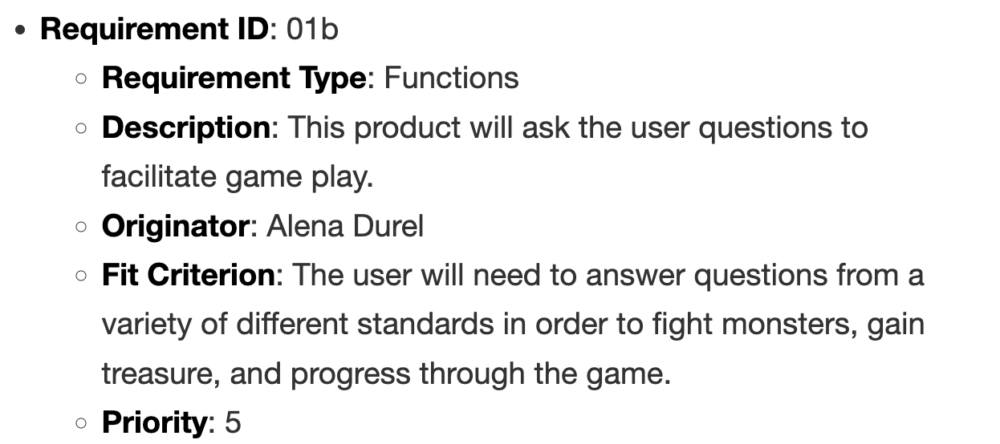 • Requirement ID: 01b
○ Requirement Type: Functions
○ Description: This product will ask the user questions to
facilitate game play.
○ Originator: Alena Durel
○ Fit Criterion: The user will need to answer questions from a
variety of different standards in order to fight monsters, gain
treasure, and progress through the game.
○ Priority: 5